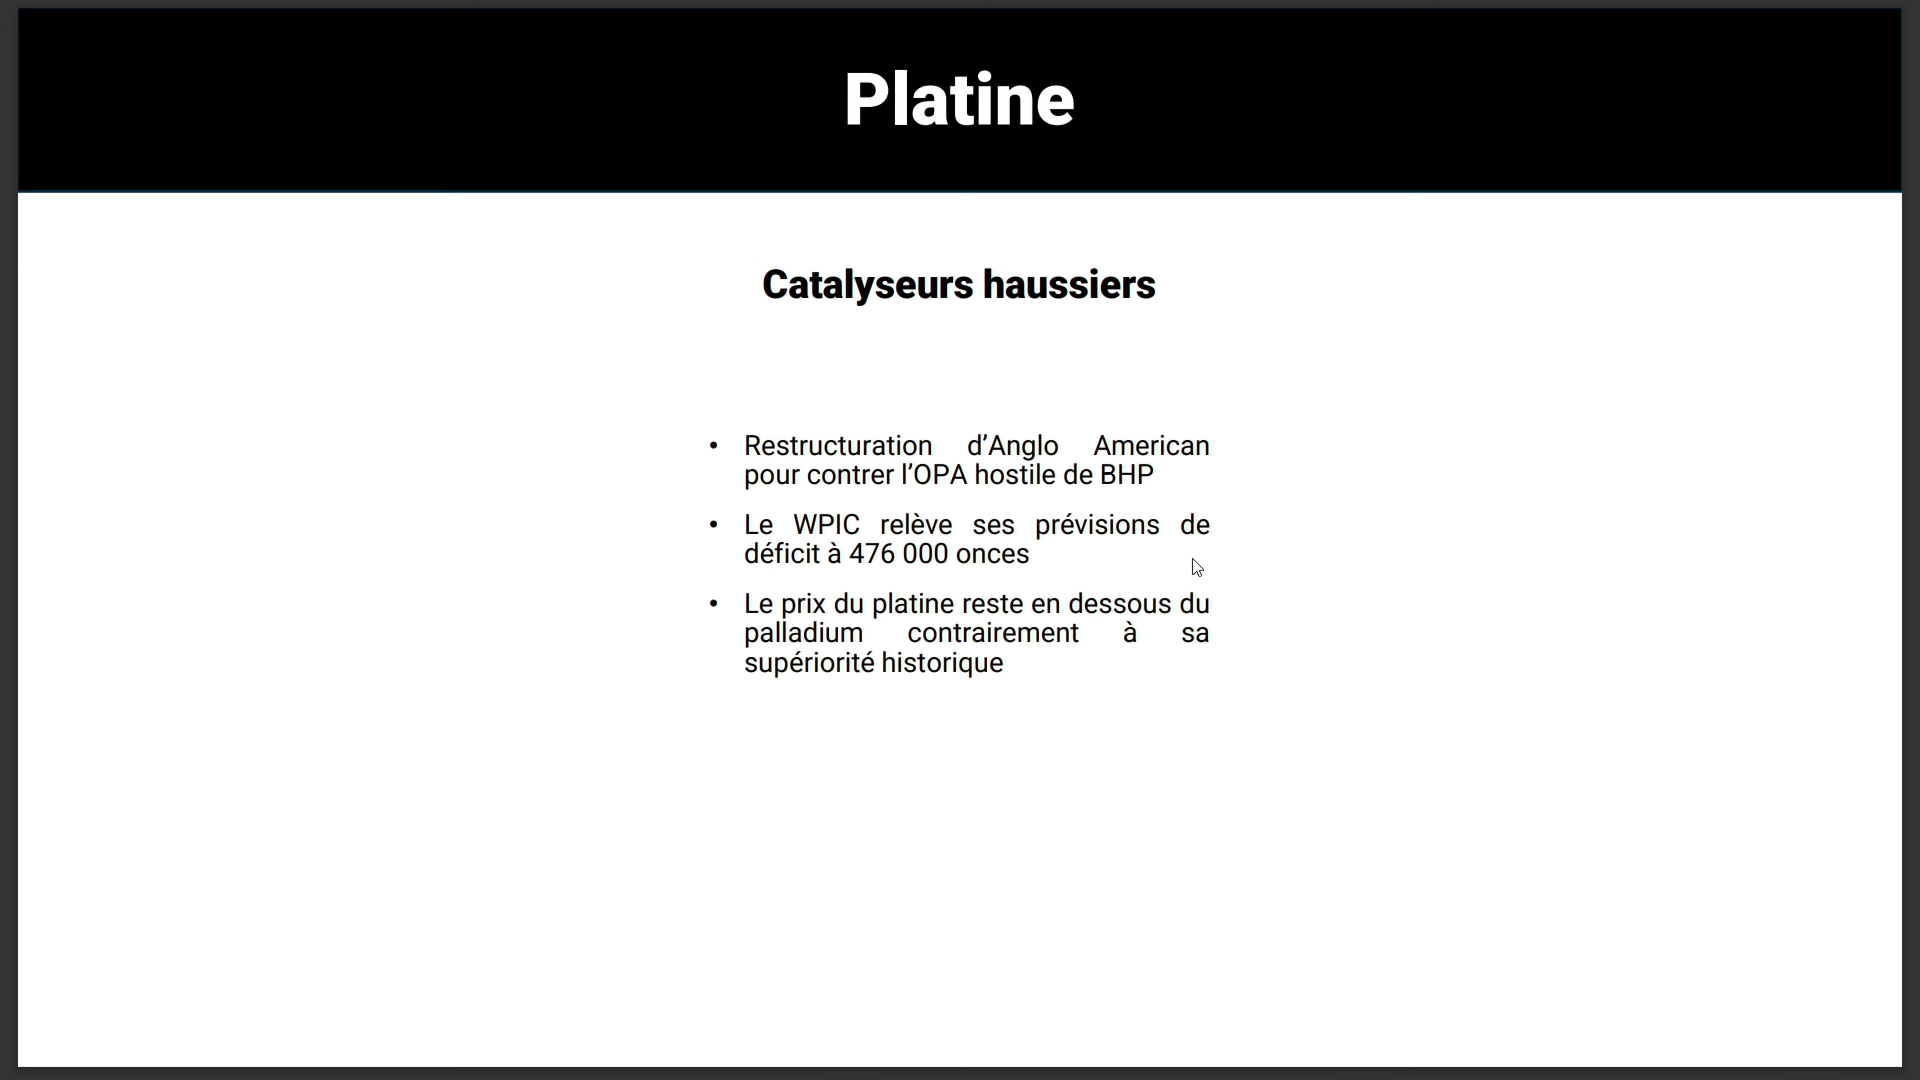 Platine
Catalyseurs haussiers
• Restructuration d’Anglo American
pour contrer l’OPA hostile de BHP
• Le WPIC relève ses prévisions de
déficit à 476 000 onces
• Le prix du platine reste en dessous du
palladium contrairement à sa
supériorité historique